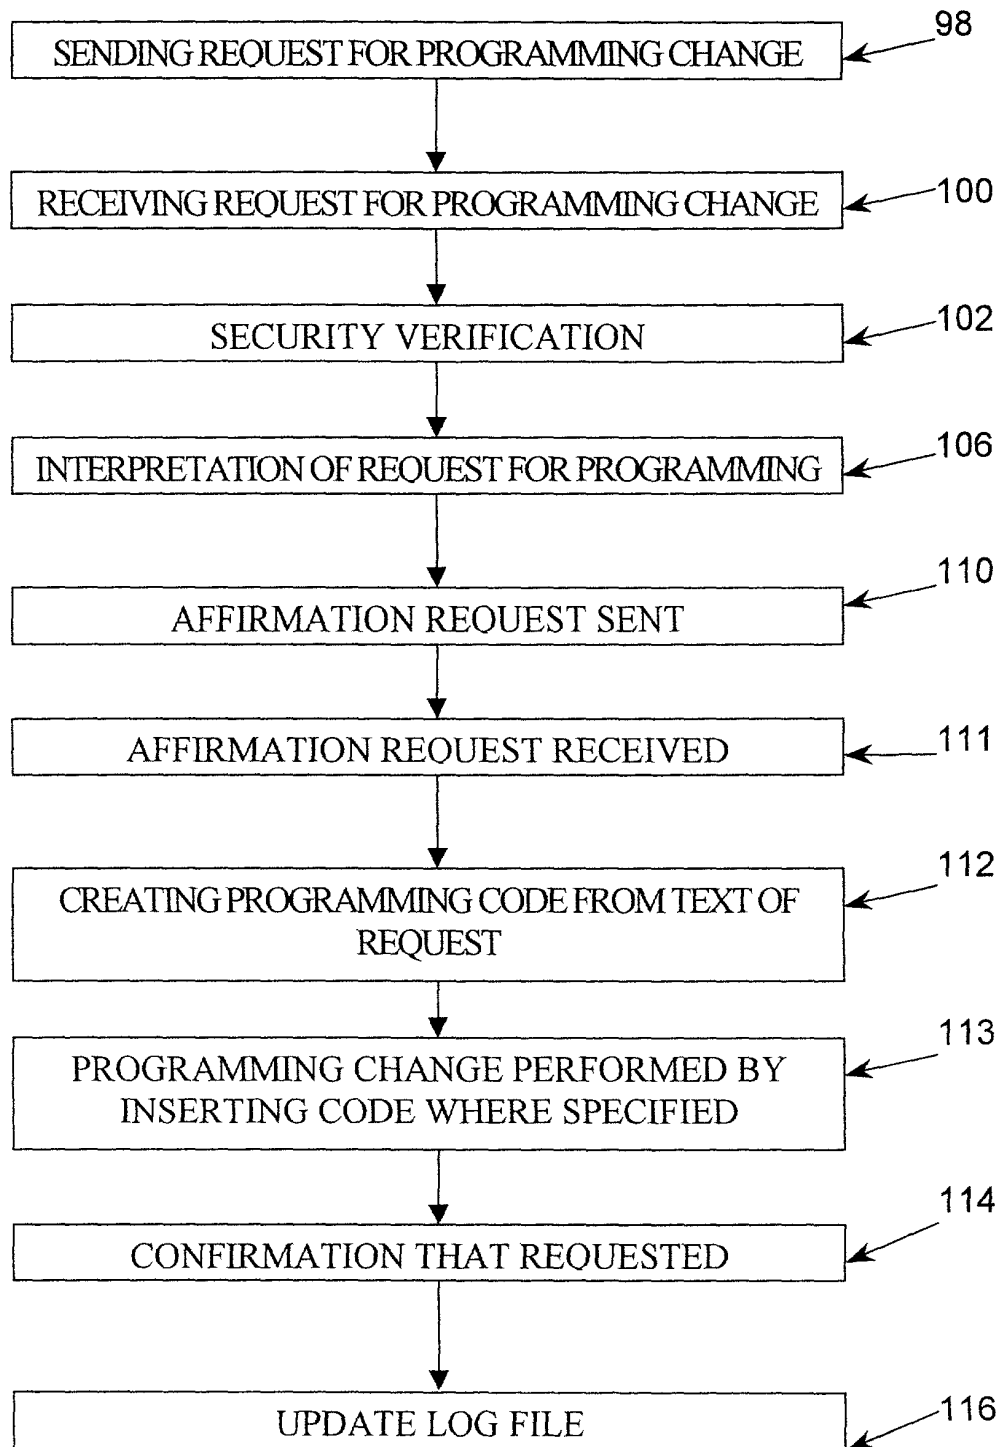 98
SENDING REQUEST FOR PROGRAMMING CHANGE
100
RECEIVING REQUEST FOR PROGRAMMING CHANGE
102
SECURITY VERIFICATION
106
INTERPRETATION OF REQUEST FOR PROGRAMMING
110
AFFIRMATION REQUEST SENT
111
AFFIRMATION REQUEST RECEIVED
112
CREATING PROGRAMMING CODE FROM TEXT OF
REQUEST
113
PROGRAMMING CHANGE PERFORMED BY
INSERTING CODE WHERE SPECIFIED
114
CONFIRMATION THAT REQUESTED
116
UPDATE LOG FILE